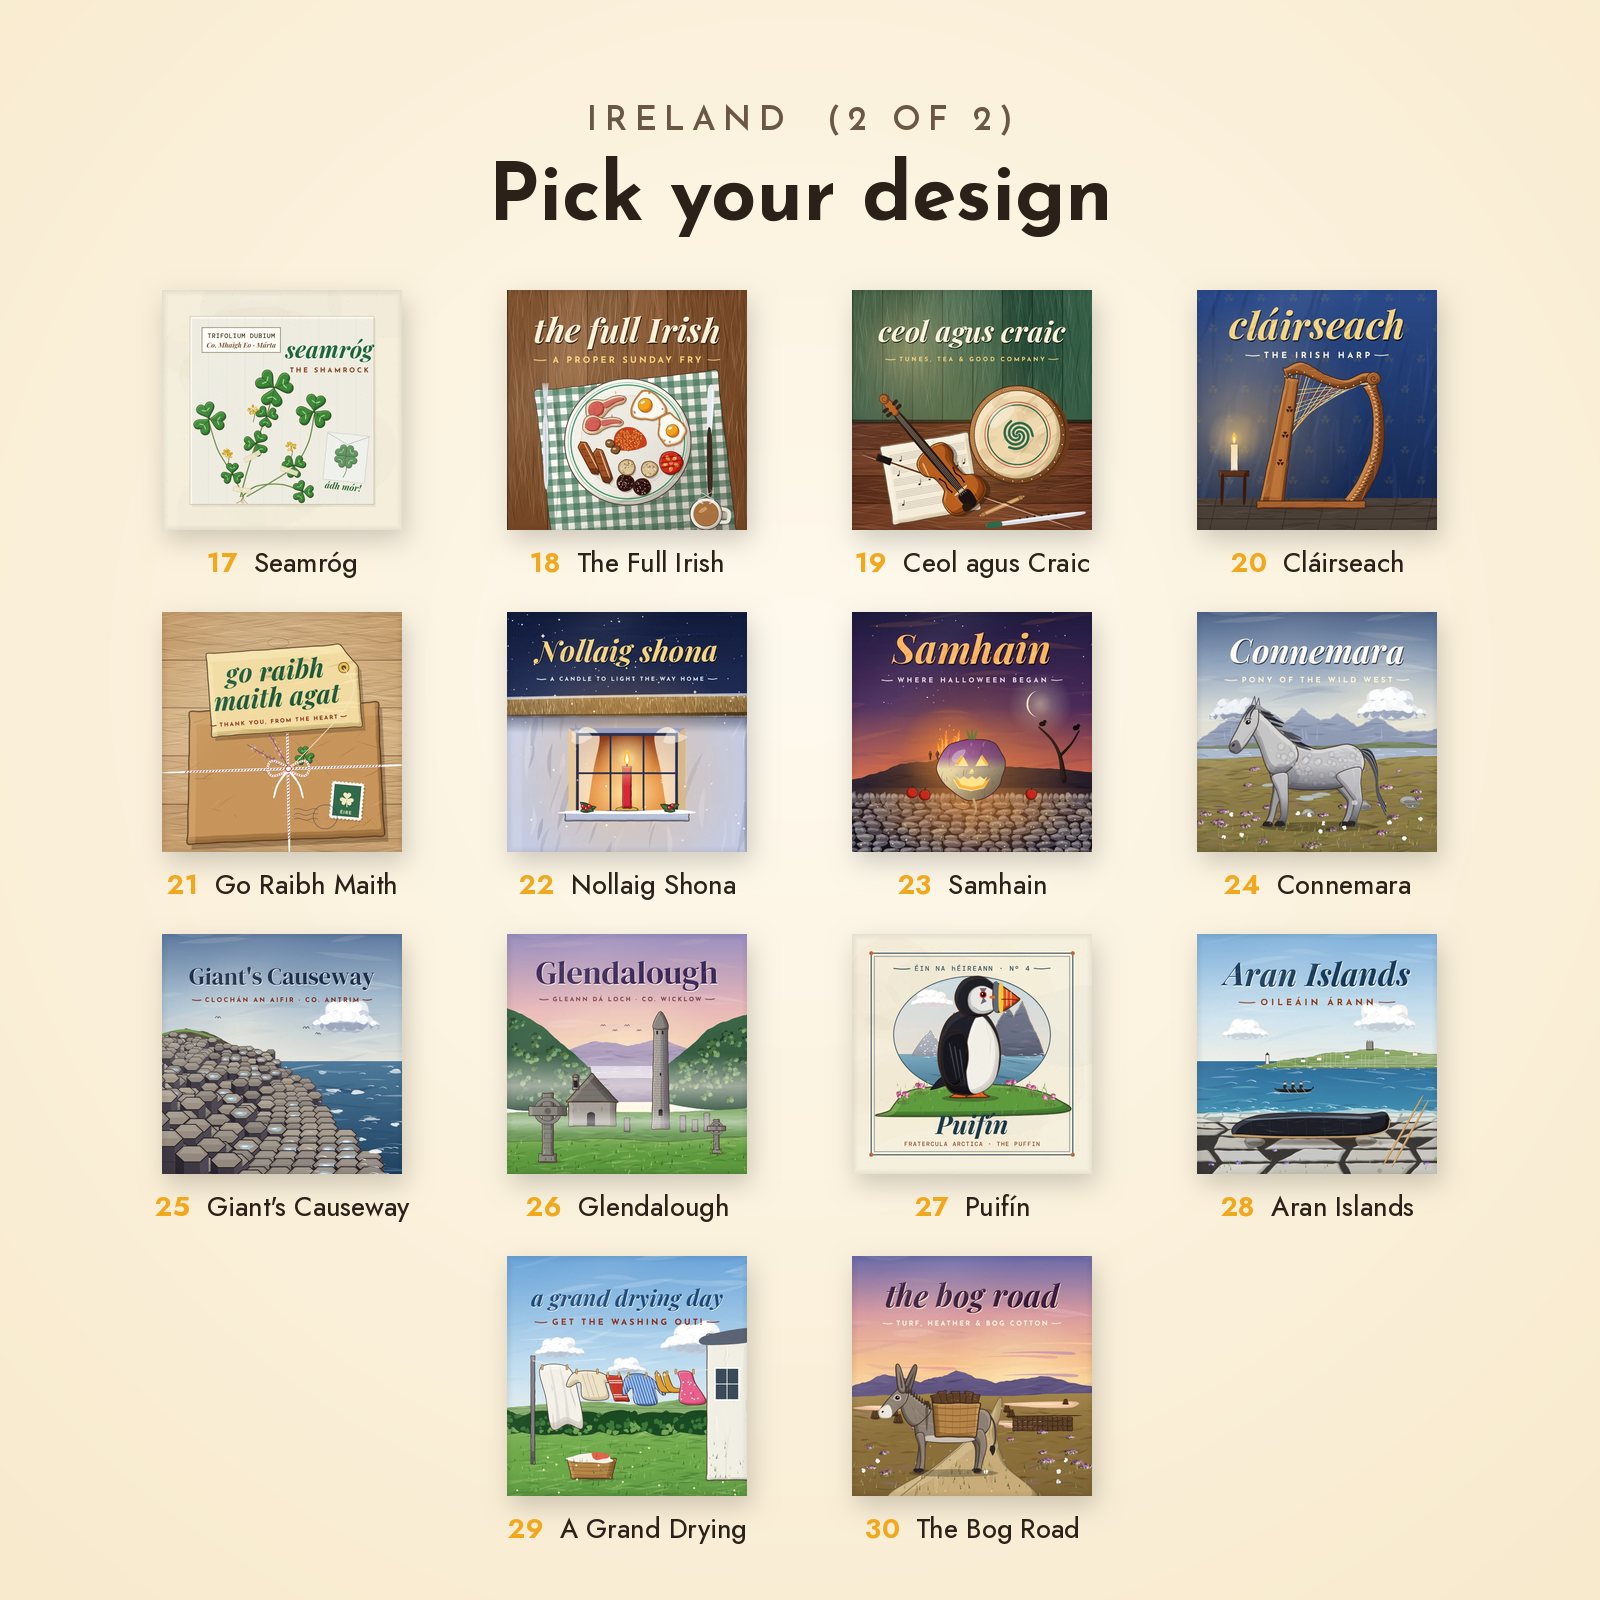 IRELAND (2 OF 2)
Pick your design
TRIFOLIUM DUBIUM
Co. Mhaigh Eo · Márta
seamróg
THE SHAMROCK
ádh mór!
17 Seamróg
the full Irish
A PROPER SUNDAY FRY
18 The Full Irish
ceol agus craic
TUNES, TEA & GOOD COMPANY
19 Ceol agus Craic
cláirseach
THE IRISH HARP
20 Cláirseach
go raibh
maith agat
THANK YOU, FROM THE HEART
ÉIRE
21 Go Raibh Maith
Nollaig shona
A CANDLE TO LIGHT THE WAY HOME
22 Nollaig Shona
Samhain
WHERE HALLOWEEN BEGAN
23 Samhain
Connemara
PONY OF THE WILD WEST
24 Connemara
Giant's Causeway
CLOCHÁN AN AIFIR · CO. ANTRIM
25 Giant's Causeway
Glendalough
GLEANN DÁ LOCH · CO. WICKLOW
26 Glendalough
ÉIN NA hÉIREANN · Nº 4
Puifín
FRATERCULA ARCTICA · THE PUFFIN
27 Puifín
Aran Islands
OILEÁIN ÁRANN
28 Aran Islands
a grand drying day
GET THE WASHING OUT!
29 A Grand Drying
the bog road
TURF, HEATHER & BOG COTTON
30 The Bog Road